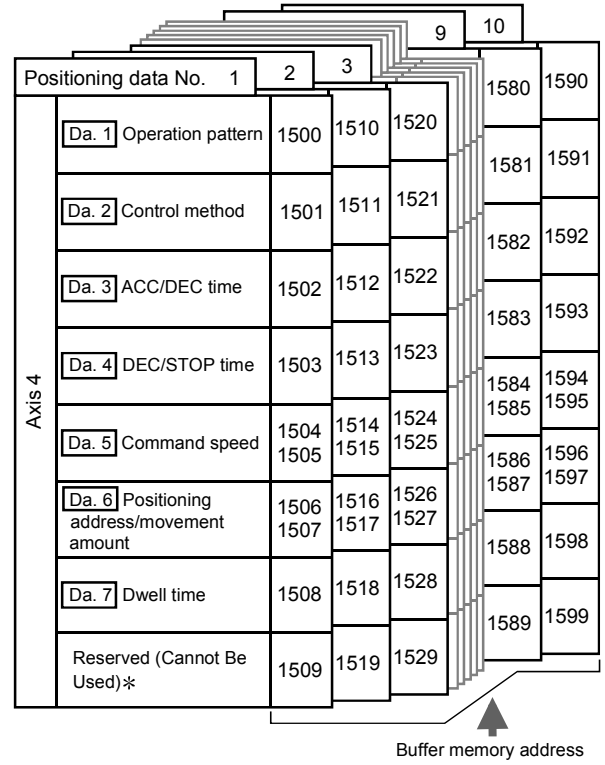 Positioning data No. 1 2 3 9 10
Axis 4
Da. 1 Operation pattern 1500 1510 1520 1580 1590
Da. 2 Control method 1501 1511 1521 1581 1591
Da. 3 ACC/DEC time 1502 1512 1522 1582 1592
Da. 4 DEC/STOP time 1503 1513 1523 1583 1593
Da. 5 Command speed 1504 1514 1524 1584 1594
1505 1515 1525 1585 1595
Da. 6 Positioning 1506 1516 1526 1586 1596
address/movement 1507 1517 1527 1587 1597
amount
Da. 7 Dwell time 1508 1518 1528 1588 1598
Reserved (Cannot Be 1509 1519 1529 1589 1599
Used)*
Buffer memory address